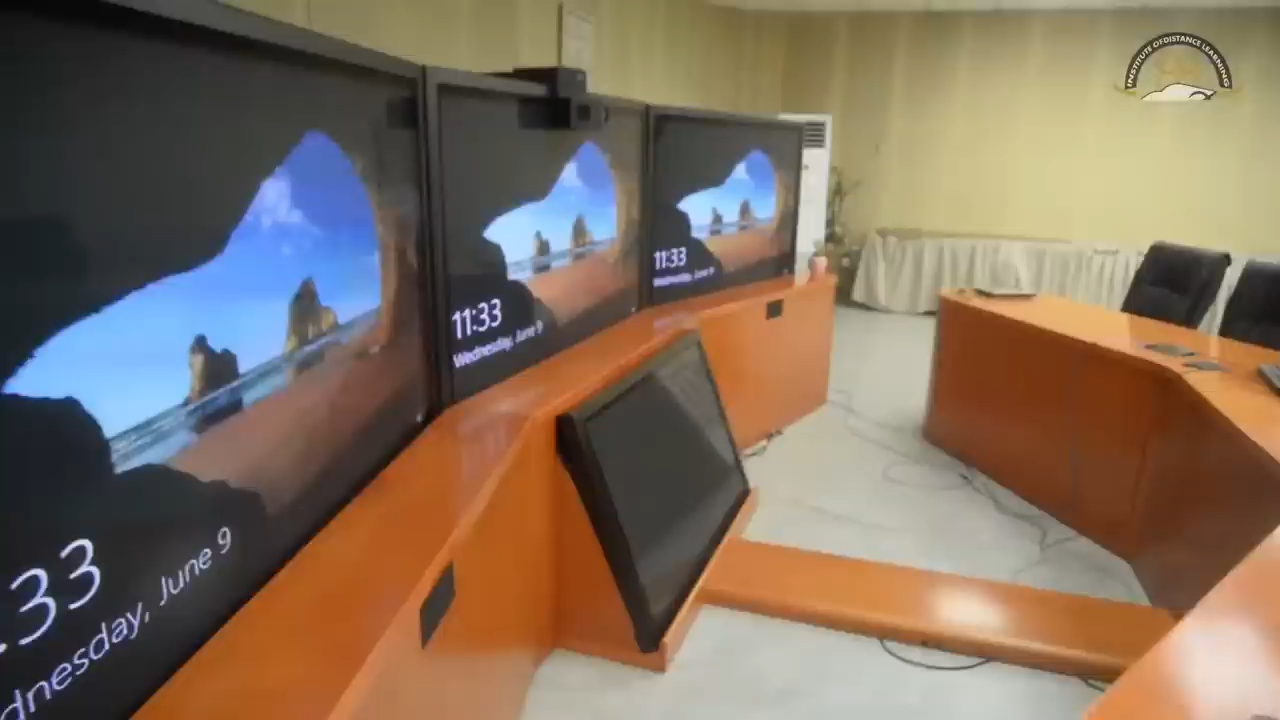 INSTITUTE OF DISTANCE LEARNING
:33
dnesday, June 9
11:33
Wednesday, June 9
11:33
Wednesday, June 9